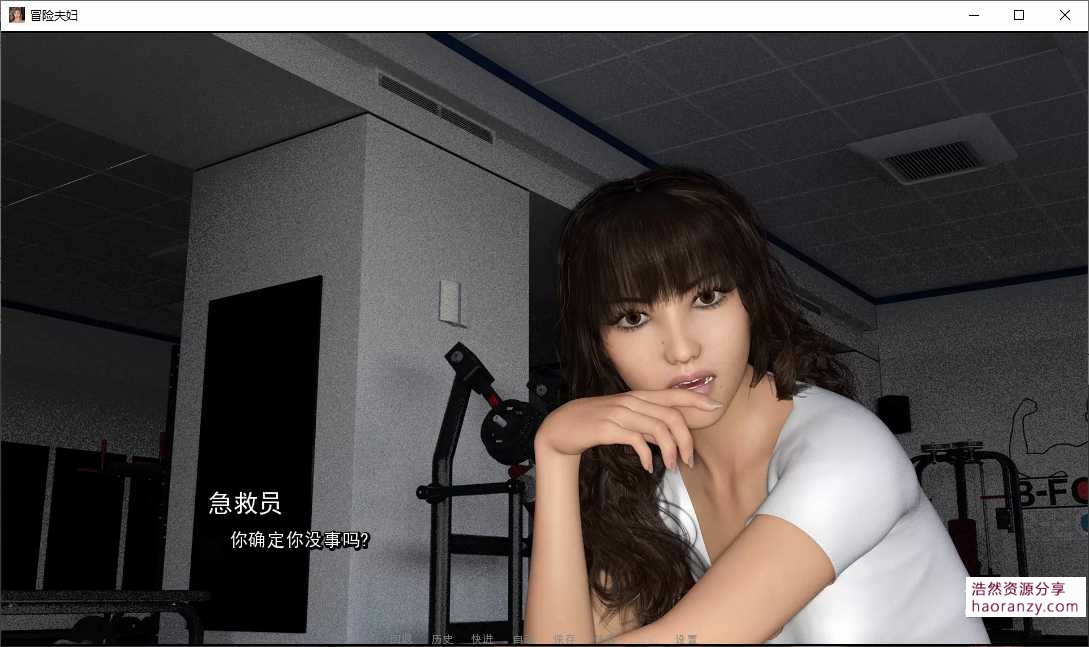 冒险夫妇
急救员
你确定你没事吗?
B-FO
浩然资源分享
haoranzy.com
回退 历史 快进 自动 保存 设置